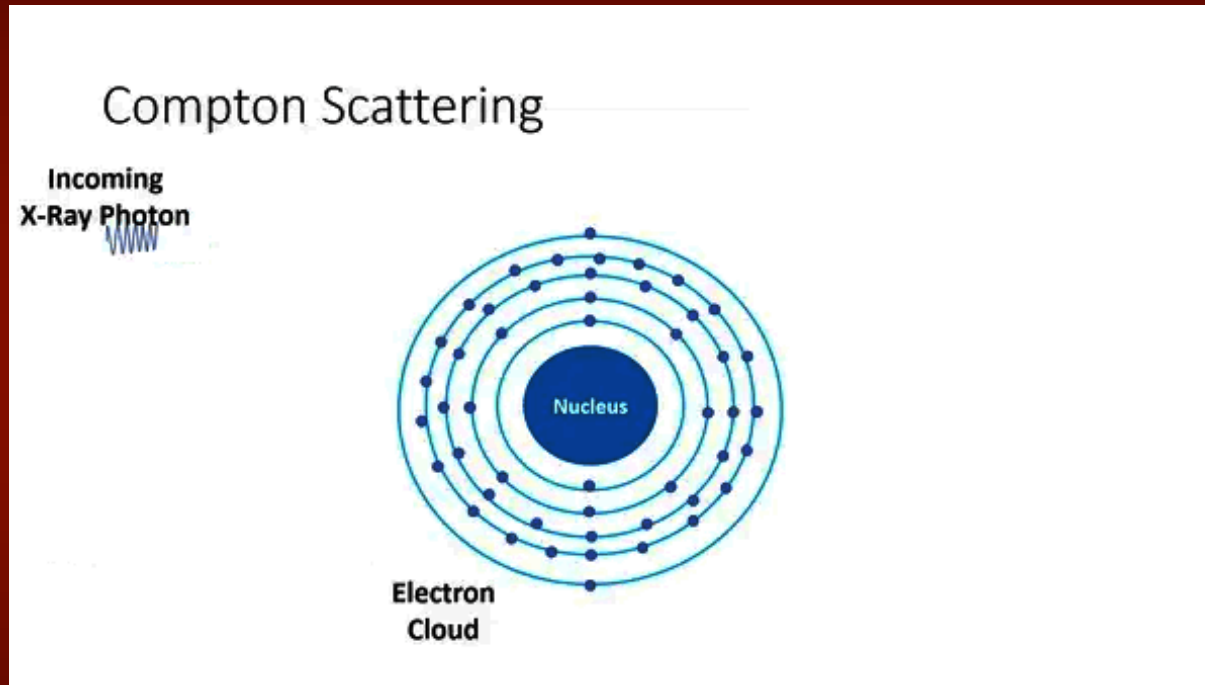 Compton Scattering
Incoming
X-Ray Photon
Nucleus
Electron
Cloud